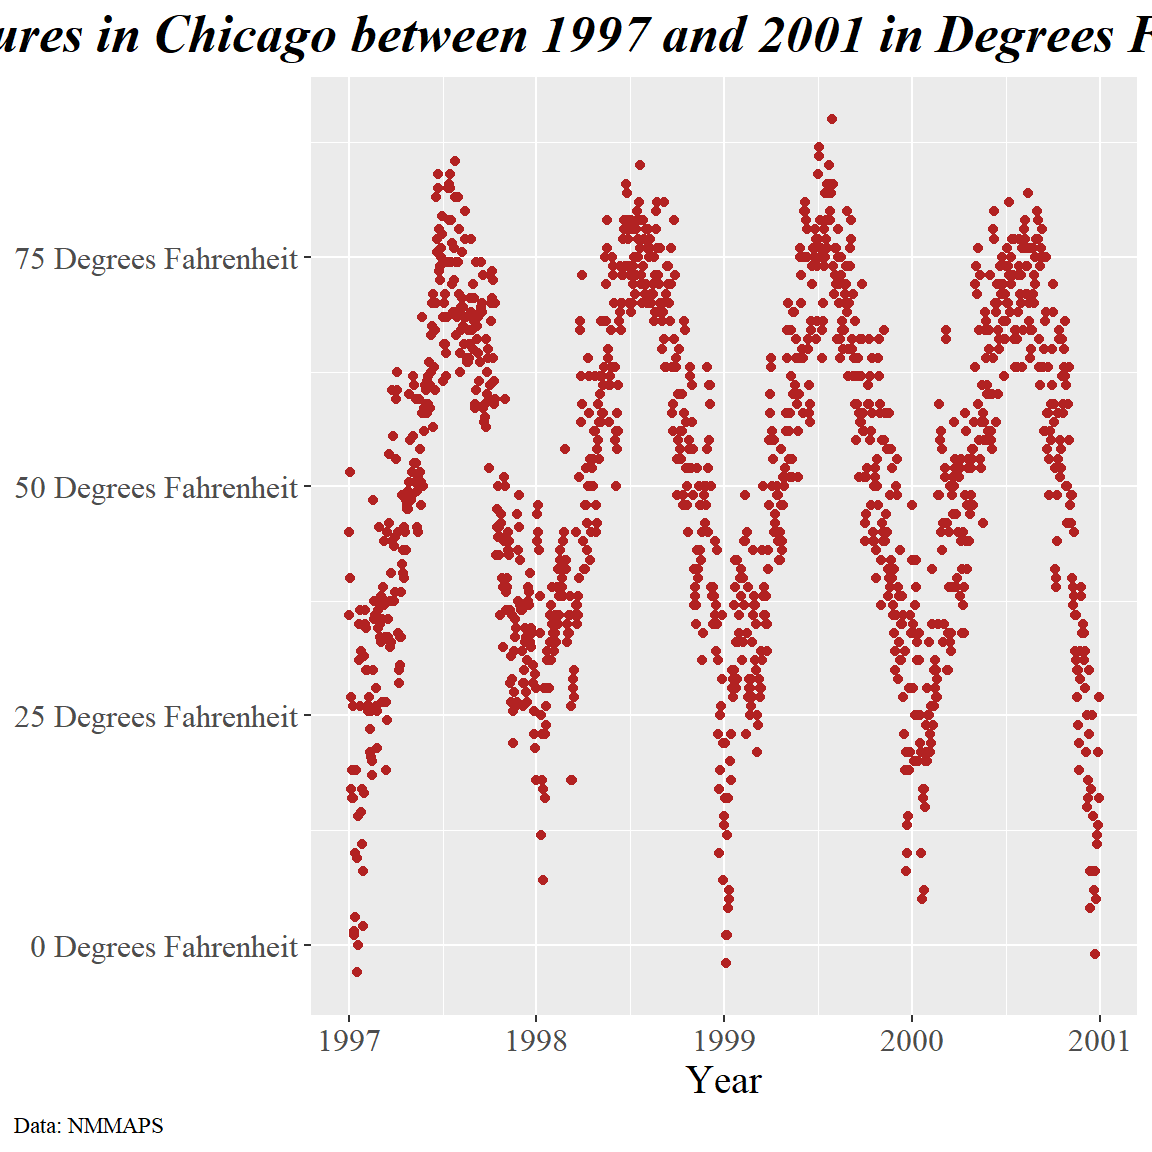 ures in Chicago between 1997 and 2001 in Degrees F
75 Degrees Fahrenheit
50 Degrees Fahrenheit
25 Degrees Fahrenheit
0 Degrees Fahrenheit
1997 1998 1999 2000 2001
Year
Data: NMMAPS